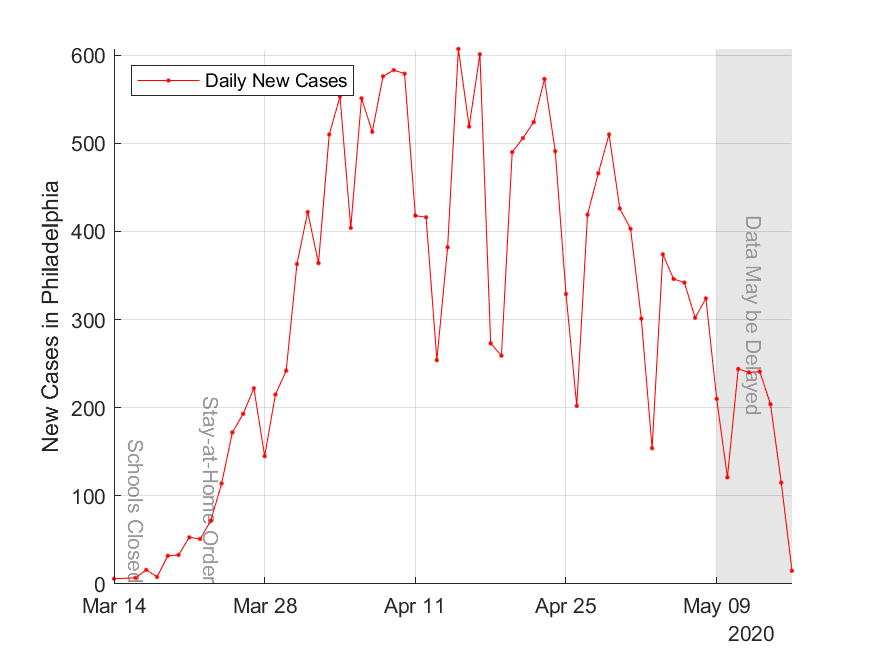 600
500
400
300
200
100
0
New Cases in Philadelphia
Daily New Cases
Schools Closed
Stay-at-Home Order
Data May be Delayed
Mar 14
Mar 28
Apr 11
Apr 25
May 09
2020